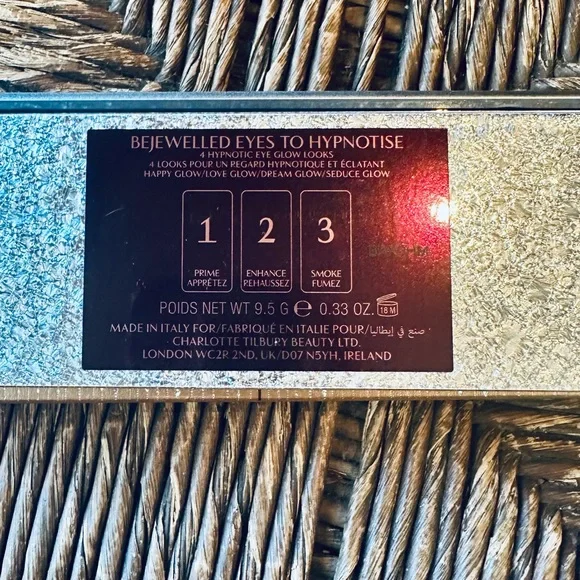 BEJEWELLED EYES TO HYPNOTISE
4 HYPNOTIC EYE GLOW LOOKS
4 LOOKS POUR UN REGARD HYPNOTIQUE ET ÉCLATANT
HAPPY GLOW/LOVE GLOW/DREAM GLOW/SEDUCE GLOW
1 2 3
PRIME ENHANCE SMOKE
APPRÊTEZ REHAUSSEZ FUMEZ
POIDS NET WT 9.5 G ℮ 0.33 OZ. 18 M
MADE IN ITALY FOR/FABRIQUÉ EN ITALIE POUR/صنع في إيطاليا
CHARLOTTE TILBURY BEAUTY LTD.
LONDON WC2R 2ND, UK/D07 N5YH, IRELAND